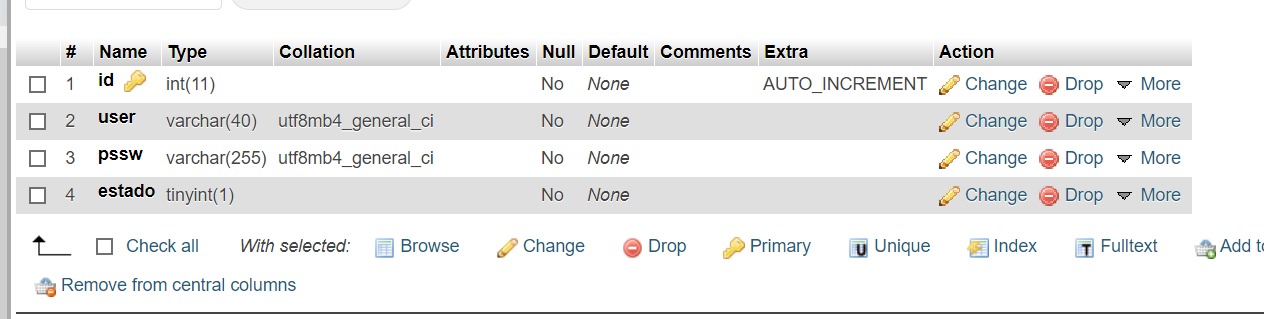 # Name Type Collation Attributes Null Default Comments Extra Action
1 id int(11) No None AUTO_INCREMENT Change Drop More
2 user varchar(40) utf8mb4_general_ci No None Change Drop More
3 pssw varchar(255) utf8mb4_general_ci No None Change Drop More
4 estado tinyint(1) No None Change Drop More
Check all With selected: Browse Change Drop Primary U Unique Index T Fulltext Add to
Remove from central columns